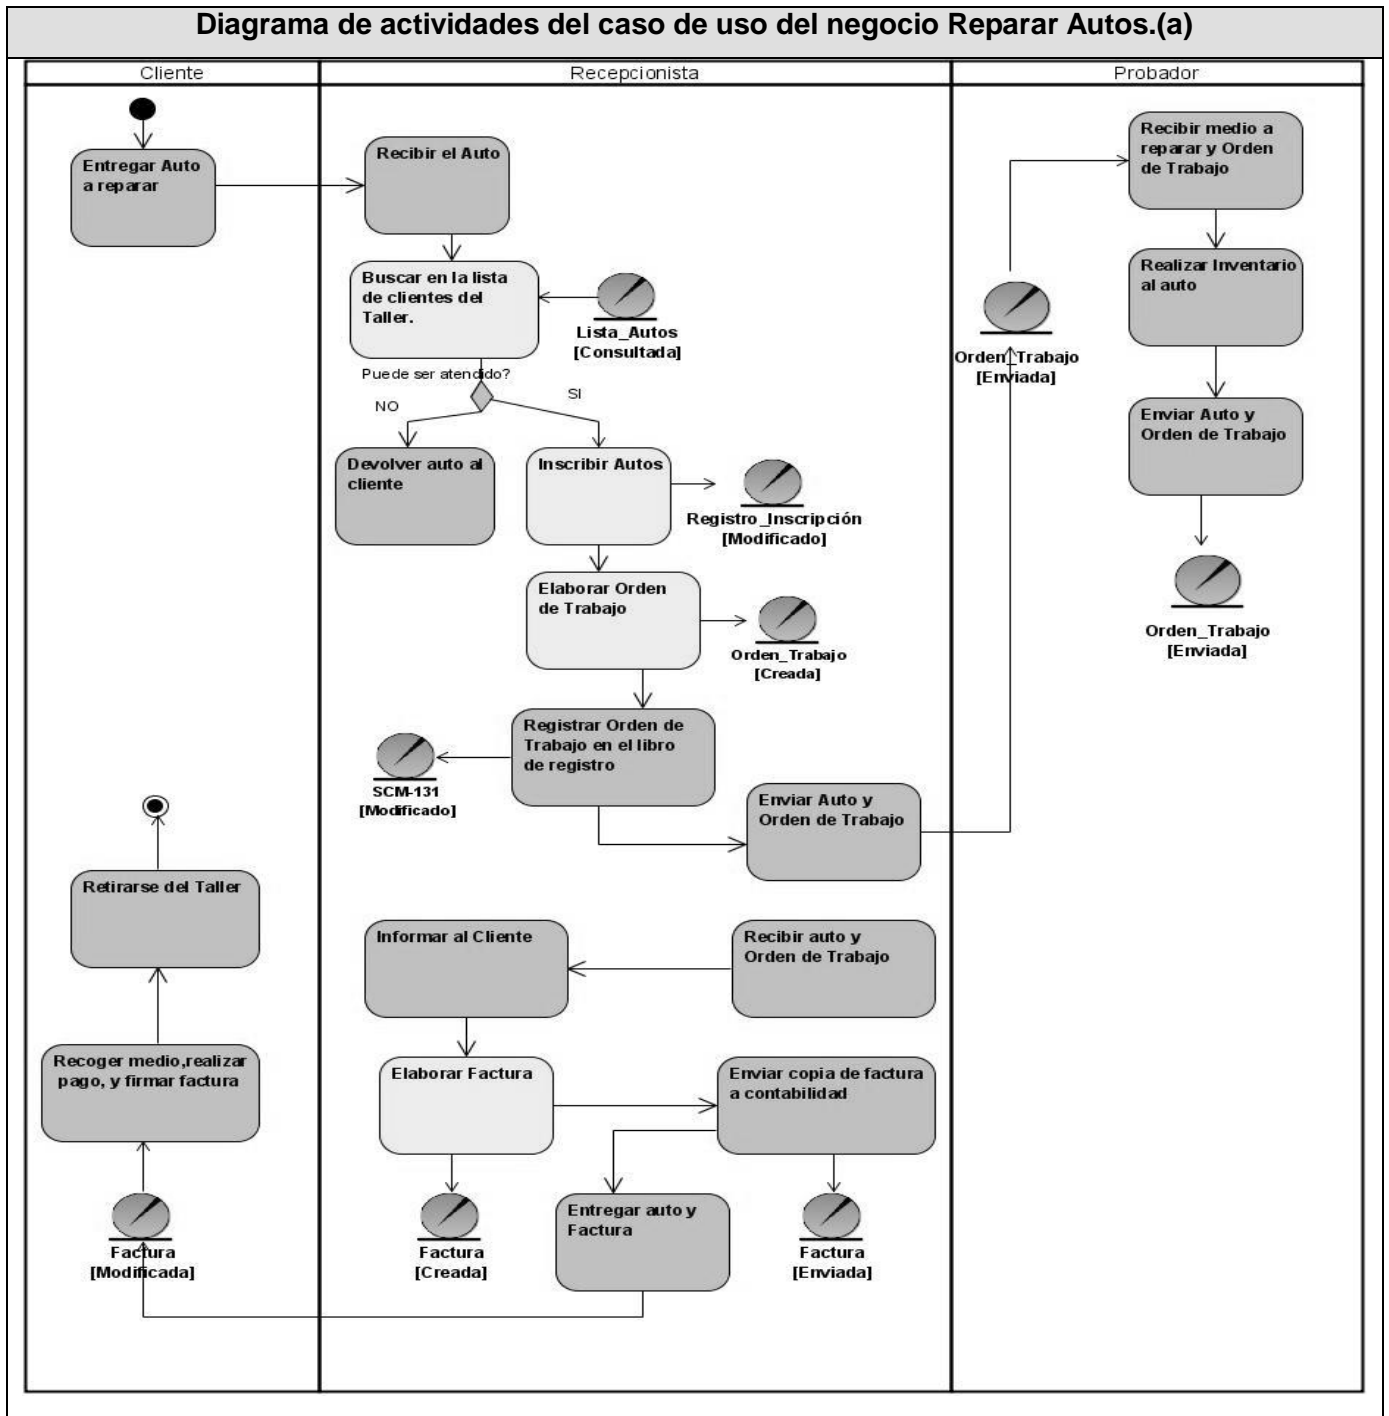 Diagrama de actividades del caso de uso del negocio Reparar Autos.(a)
Cliente
Recepcionista
Probador
Entregar Auto
a reparar
Recibir el Auto
Buscar en la lista
de clientes del
Taller.
Lista_Autos
[Consultada]
Puede ser atendido?
NO
SI
Devolver auto al
cliente
Inscribir Autos
Registro_Inscripción
[Modificado]
Elaborar Orden
de Trabajo
Orden_Trabajo
[Creada]
Registrar Orden de
Trabajo en el libro
de registro
SCM-131
[Modificado]
Enviar Auto y
Orden de Trabajo
Orden_Trabajo
[Enviada]
Recibir medio a
reparar y Orden
de Trabajo
Realizar Inventario
al auto
Enviar Auto y
Orden de Trabajo
Orden_Trabajo
[Enviada]
Recibir auto y
Orden de Trabajo
Informar al Cliente
Elaborar Factura
Factura
[Creada]
Enviar copia de factura
a contabilidad
Factura
[Enviada]
Entregar auto y
Factura
Factura
[Modificada]
Recoger medio,realizar
pago, y firmar factura
Retirarse del Taller